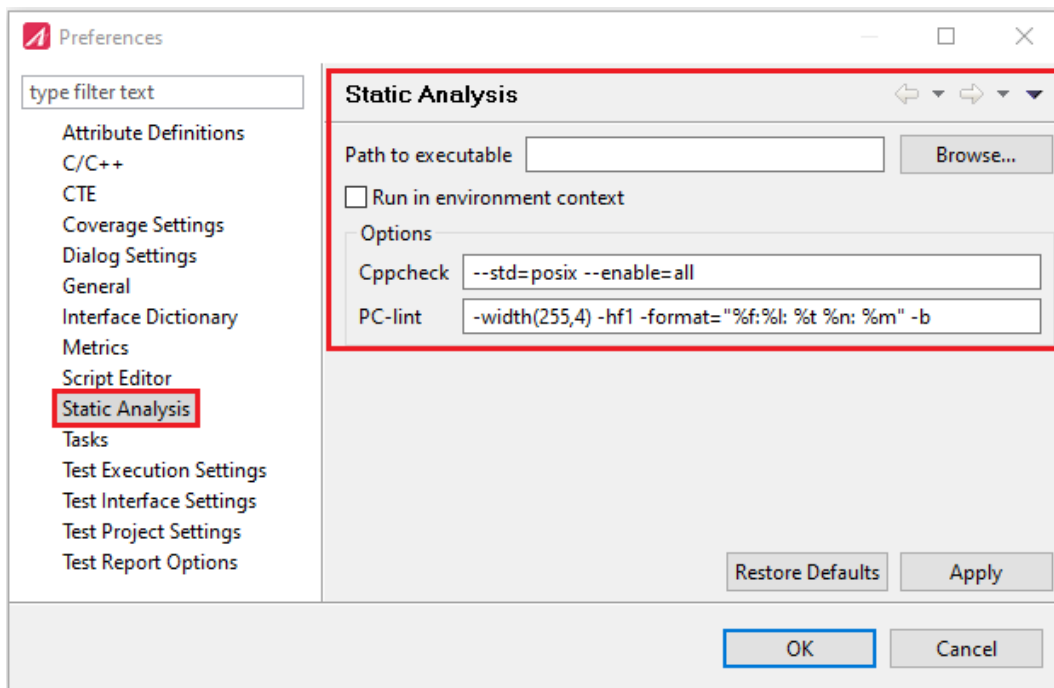 Preferences
type filter text
Attribute Definitions
C/C++
CTE
Coverage Settings
Dialog Settings
General
Interface Dictionary
Metrics
Script Editor
Static Analysis
Tasks
Test Execution Settings
Test Interface Settings
Test Project Settings
Test Report Options
Static Analysis
Path to executable Browse...
Run in environment context
Options
Cppcheck --std=posix --enable=all
PC-lint -width(255,4) -hf1 -format="%f:%l: %t %n: %m" -b
Restore Defaults Apply
OK Cancel